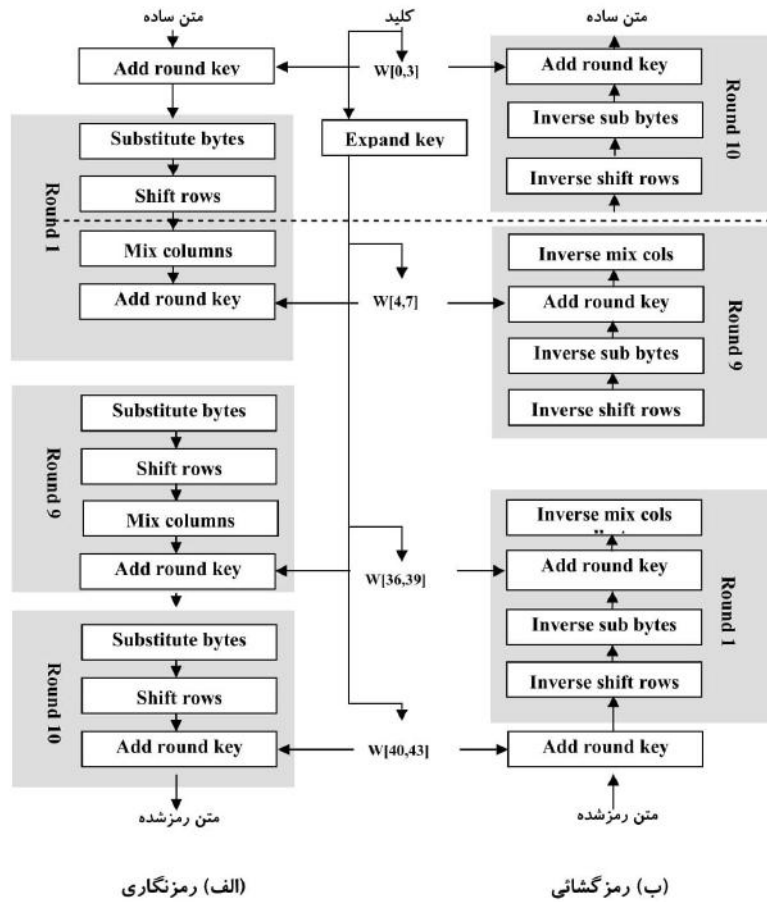 متن ساده
Add round key
Round 1
Substitute bytes
Shift rows
Mix columns
Add round key
Round 9
Substitute bytes
Shift rows
Mix columns
Add round key
Round 10
Substitute bytes
Shift rows
Add round key
متن رمزشده
(الف) رمزنگاری
کلید
W[0,3]
Expand key
W[4,7]
W[36,39]
W[40,43]
متن ساده
Add round key
Inverse sub bytes
Inverse shift rows
Round 10
Inverse mix cols
Add round key
Inverse sub bytes
Inverse shift rows
Round 9
Inverse mix cols
Add round key
Inverse sub bytes
Inverse shift rows
Round 1
Add round key
متن رمزشده
(ب) رمزگشائی